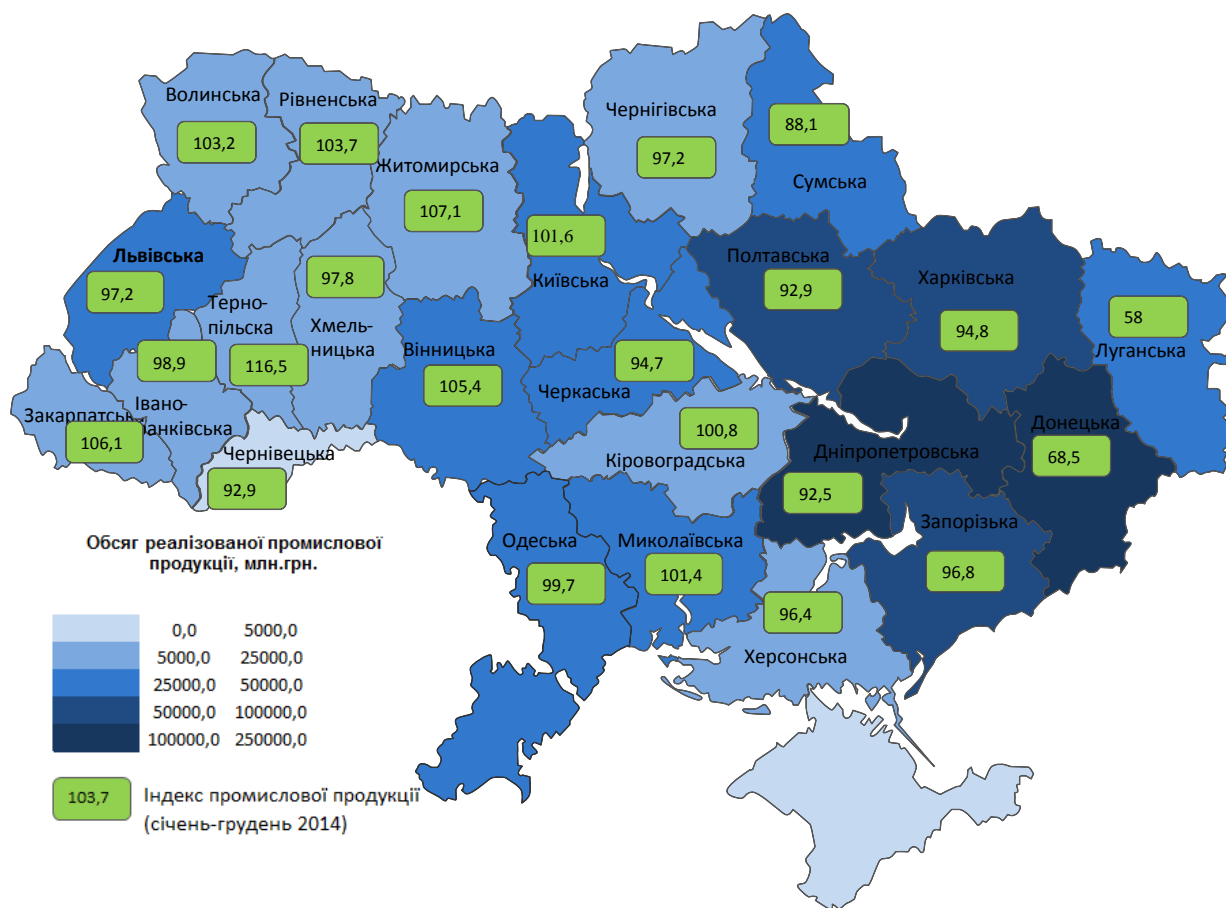 Волинська
103,2
Рівненська
103,7
Житомирська
107,1
Чернігівська
97,2
88,1
Сумська
Львівська
97,2
Терно-
пільска
116,5
97,8
Хмель-
ницька
101,6
Київська
Полтавська
92,9
Харківська
94,8
58
Луганська
98,9
Івано-
ранківська
Закарпатсь
106,1
Чернівецька
92,9
Вінницька
105,4
94,7
Черкаська
100,8
Кіровоградська
Дніпропетровська
92,5
Донецька
68,5
Запорізька
96,8
Одеська
99,7
Миколаївська
101,4
96,4
Херсонська
Обсяг реалізованої промислової
продукції, млн.грн.
0,0 5000,0
5000,0 25000,0
25000,0 50000,0
50000,0 100000,0
100000,0 250000,0
103,7 Індекс промислової продукції
(січень-грудень 2014)